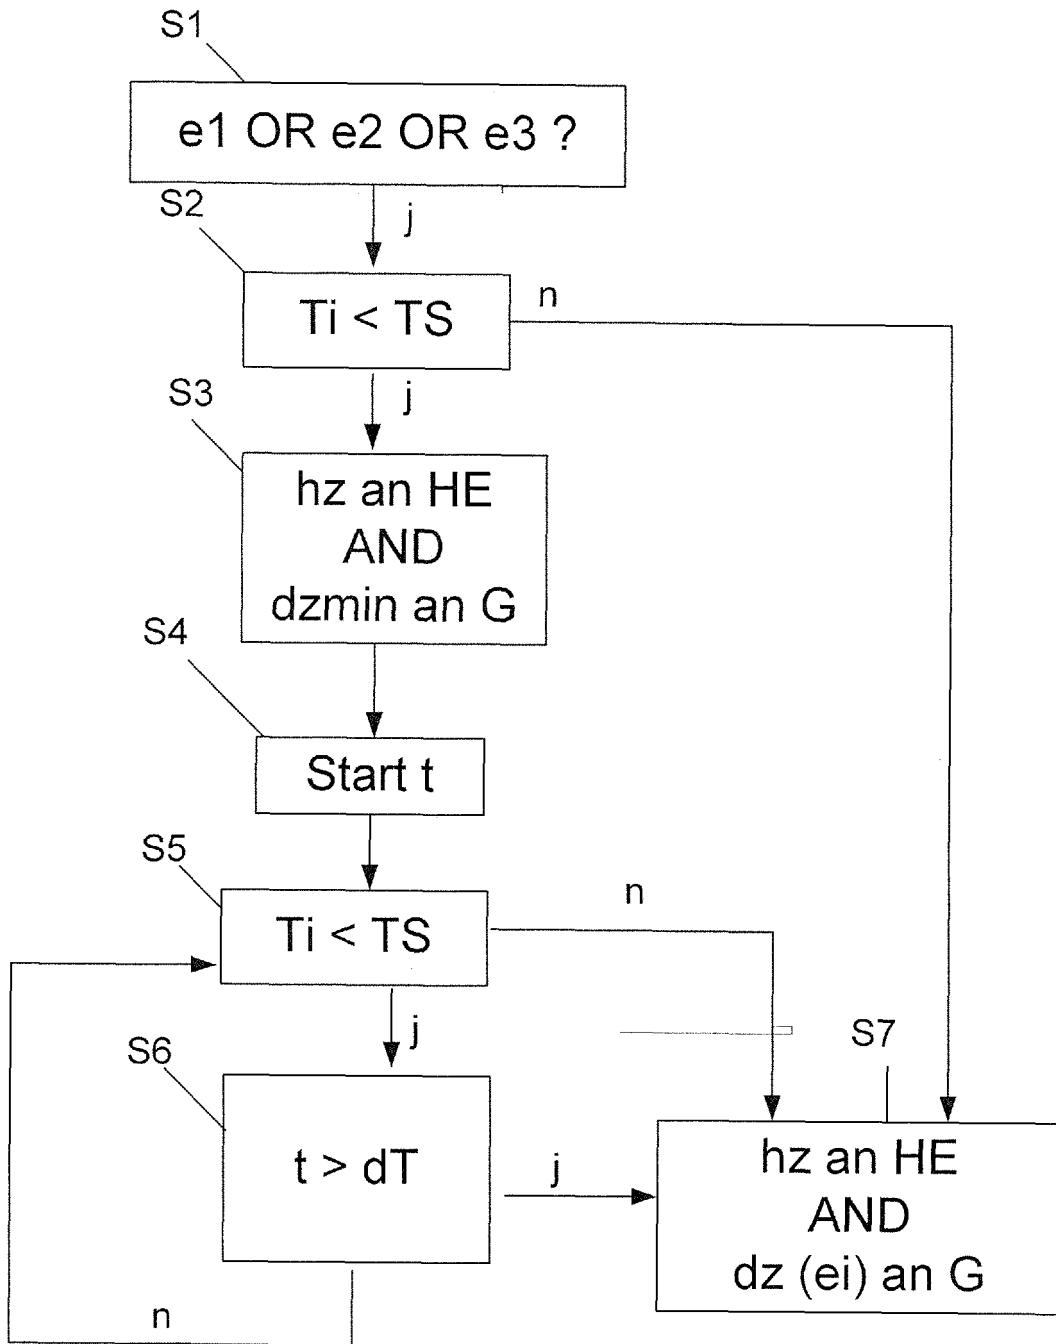 S1
e1 OR e2 OR e3 ?
j
S2
Ti < TS
n
j
S3
hz an HE
AND
dzmin an G
S4
Start t
S5
Ti < TS
n
j
S6
t > dT
j
S7
hz an HE
AND
dz (ei) an G
n